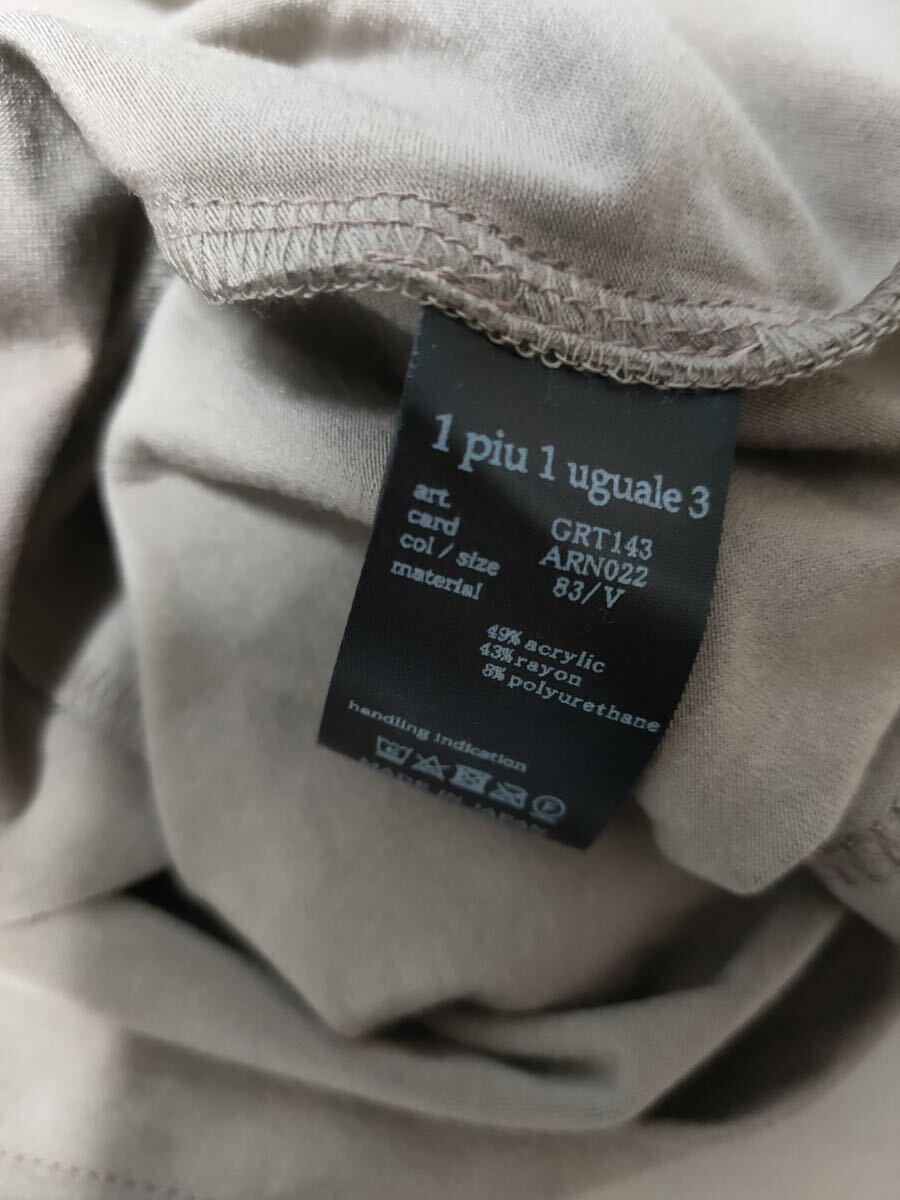 1 piu 1 uguale 3
art. GRT143
card ARN022
col/size 83/V
material
49% acrylic
43% rayon
8% polyurethane
handling indication
MADE IN JAPAN